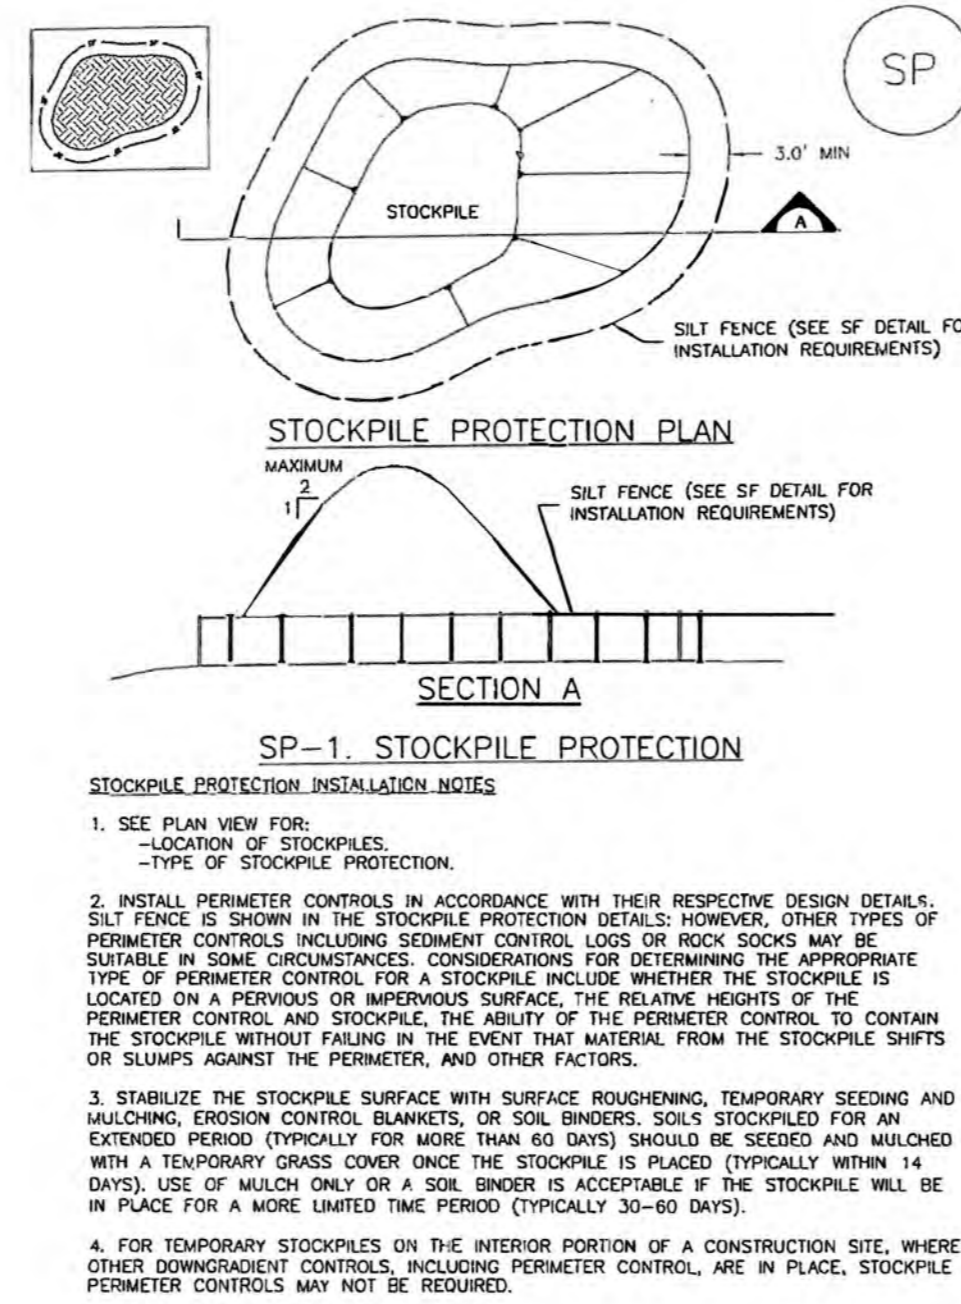 SP
3.0' MIN
STOCKPILE
A
SILT FENCE (SEE SF DETAIL FO
INSTALLATION REQUIREMENTS)
STOCKPILE PROTECTION PLAN
MAXIMUM
2
1
SILT FENCE (SEE SF DETAIL FOR
INSTALLATION REQUIREMENTS)
SECTION A
SP-1. STOCKPILE PROTECTION
STOCKPILE PROTECTION INSTALLATION NOTES
1. SEE PLAN VIEW FOR:
-LOCATION OF STOCKPILES.
-TYPE OF STOCKPILE PROTECTION.
2. INSTALL PERIMETER CONTROLS IN ACCORDANCE WITH THEIR RESPECTIVE DESIGN DETAILS.
SILT FENCE IS SHOWN IN THE STOCKPILE PROTECTION DETAILS; HOWEVER, OTHER TYPES OF
PERIMETER CONTROLS INCLUDING SEDIMENT CONTROL LOGS OR ROCK SOCKS MAY BE
SUITABLE IN SOME CIRCUMSTANCES. CONSIDERATIONS FOR DETERMINING THE APPROPRIATE
TYPE OF PERIMETER CONTROL FOR A STOCKPILE INCLUDE WHETHER THE STOCKPILE IS
LOCATED ON A PERVIOUS OR IMPERVIOUS SURFACE, THE RELATIVE HEIGHTS OF THE
PERIMETER CONTROL AND STOCKPILE, THE ABILITY OF THE PERIMETER CONTROL TO CONTAIN
THE STOCKPILE WITHOUT FAILING IN THE EVENT THAT MATERIAL FROM THE STOCKPILE SHIFTS
OR SLUMPS AGAINST THE PERIMETER, AND OTHER FACTORS.
3. STABILIZE THE STOCKPILE SURFACE WITH SURFACE ROUGHENING, TEMPORARY SEEDING AND
MULCHING, EROSION CONTROL BLANKETS, OR SOIL BINDERS. SOILS STOCKPILED FOR AN
EXTENDED PERIOD (TYPICALLY FOR MORE THAN 60 DAYS) SHOULD BE SEEDED AND MULCHED
WITH A TEMPORARY GRASS COVER ONCE THE STOCKPILE IS PLACED (TYPICALLY WITHIN 14
DAYS). USE OF MULCH ONLY OR A SOIL BINDER IS ACCEPTABLE IF THE STOCKPILE WILL BE
IN PLACE FOR A MORE LIMITED TIME PERIOD (TYPICALLY 30-60 DAYS).
4. FOR TEMPORARY STOCKPILES ON THE INTERIOR PORTION OF A CONSTRUCTION SITE, WHERE
OTHER DOWNGRADIENT CONTROLS, INCLUDING PERIMETER CONTROL, ARE IN PLACE, STOCKPILE
PERIMETER CONTROLS MAY NOT BE REQUIRED.